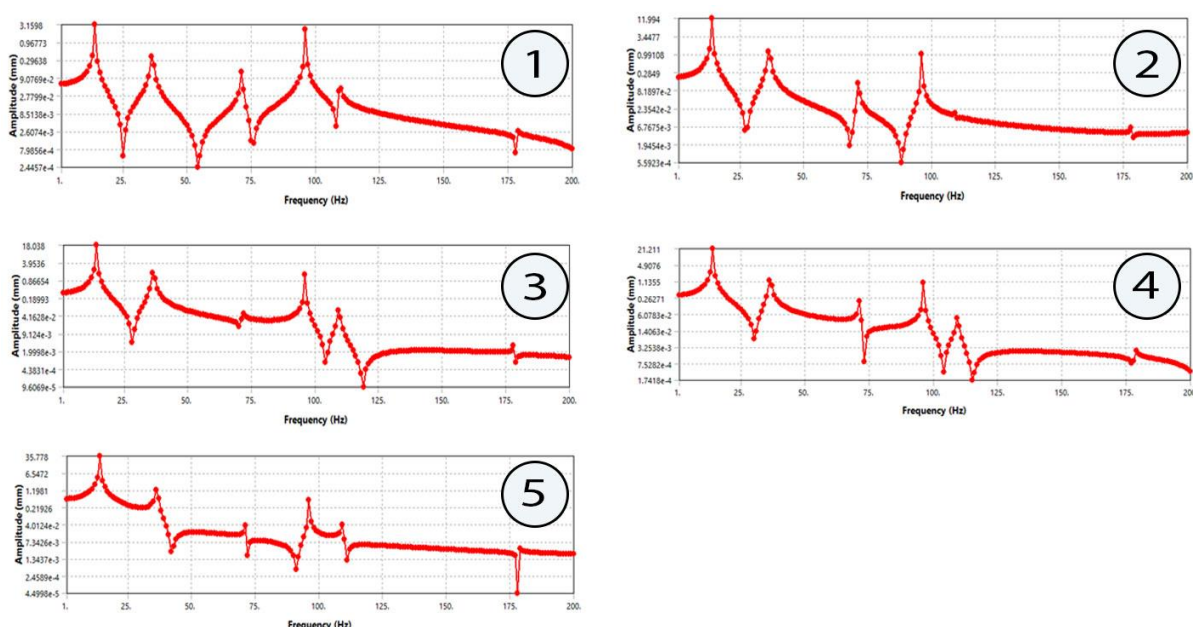 3.1598
0.96773
0.29638
9.0769e-2
2.7799e-2
8.5138e-3
2.6074e-3
7.9856e-4
2.4457e-4
Amplitude (mm)
1. 25. 50. 75. 100. 125. 150. 175. 200.
Frequency (Hz)
1
11.994
3.4477
0.99108
0.2849
8.1897e-2
2.3542e-2
6.7675e-3
1.9454e-3
5.5923e-4
Amplitude (mm)
1. 25. 50. 75. 100. 125. 150. 175. 200.
Frequency (Hz)
2
18.038
3.9536
0.86654
0.18993
4.1628e-2
9.124e-3
1.9998e-3
4.3831e-4
9.6069e-5
Amplitude (mm)
1. 25. 50. 75. 100. 125. 150. 175. 200.
Frequency (Hz)
3
21.211
4.9076
1.1355
0.26271
6.0783e-2
1.4063e-2
3.2538e-3
7.5282e-4
1.7418e-4
Amplitude (mm)
1. 25. 50. 75. 100. 125. 150. 175. 200.
Frequency (Hz)
4
35.778
6.5472
1.1981
0.21926
4.0124e-2
7.3426e-3
1.3437e-3
2.4589e-4
4.4998e-5
Amplitude (mm)
1. 25. 50. 75. 100. 125. 150. 175. 200.
Frequency (Hz)
5